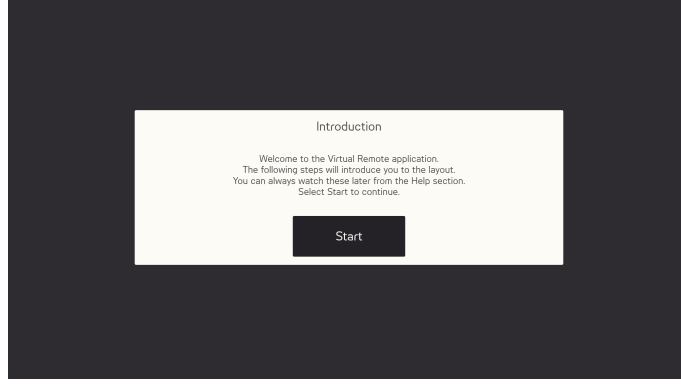 Introduction
Welcome to the Virtual Remote application.
The following steps will introduce you to the layout.
You can always watch these later from the Help section.
Select Start to continue.
Start